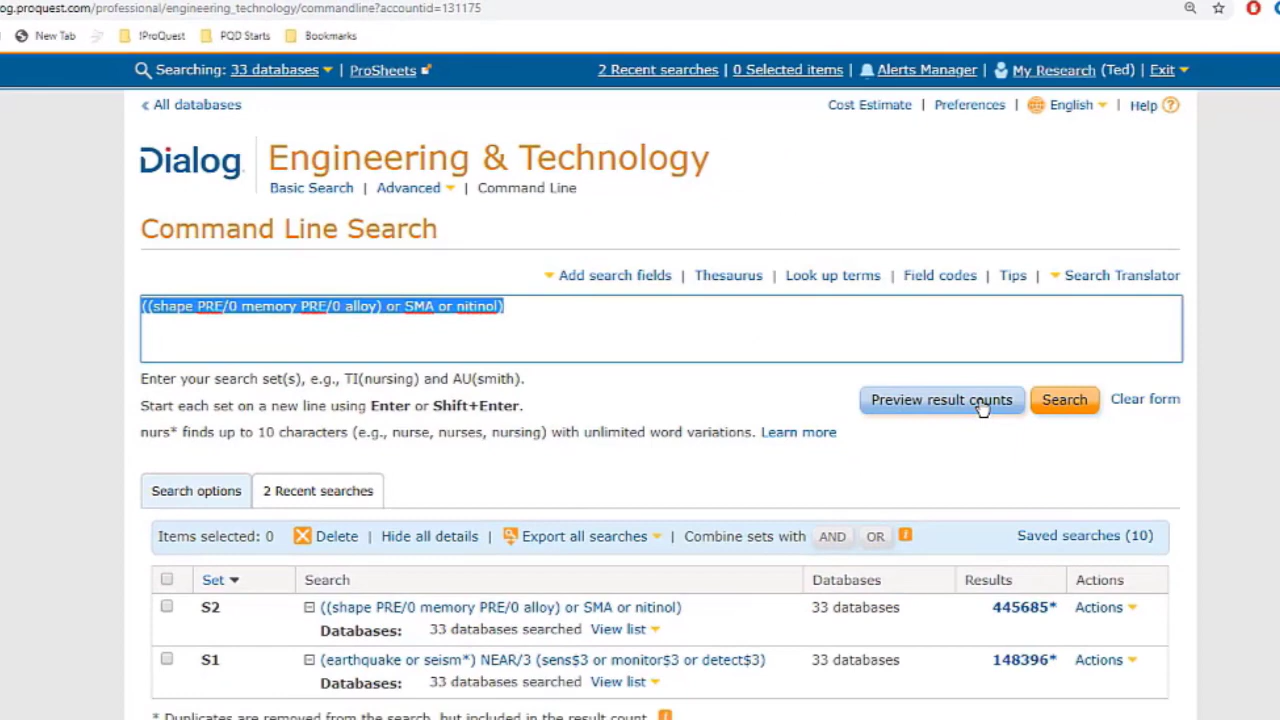 og.proquest.com/professional/engineering_technology/commandline?accountid=131175
New Tab !ProQuest PQD Starts Bookmarks
Searching: 33 databases | ProSheets 2 Recent searches | 0 Selected items | Alerts Manager | My Research (Ted) | Exit
All databases Cost Estimate | Preferences | English | Help ?
Dialog Engineering & Technology
Basic Search | Advanced | Command Line
Command Line Search
Add search fields | Thesaurus | Look up terms | Field codes | Tips | Search Translator
((shape PRE/0 memory PRE/0 alloy) or SMA or nitinol)
Enter your search set(s), e.g., TI(nursing) and AU(smith).
Preview result counts Search Clear form
Start each set on a new line using Enter or Shift+Enter.
nurs* finds up to 10 characters (e.g., nurse, nurses, nursing) with unlimited word variations. Learn more
Search options 2 Recent searches
Items selected: 0 Delete | Hide all details | Export all searches | Combine sets with AND OR i Saved searches (10)
Set Search Databases Results Actions
S2 ((shape PRE/0 memory PRE/0 alloy) or SMA or nitinol) 33 databases 445685* Actions
Databases: 33 databases searched View list
S1 (earthquake or seism*) NEAR/3 (sens$3 or monitor$3 or detect$3) 33 databases 148396* Actions
Databases: 33 databases searched View list
* Duplicates are removed from the search, but included in the result count. i